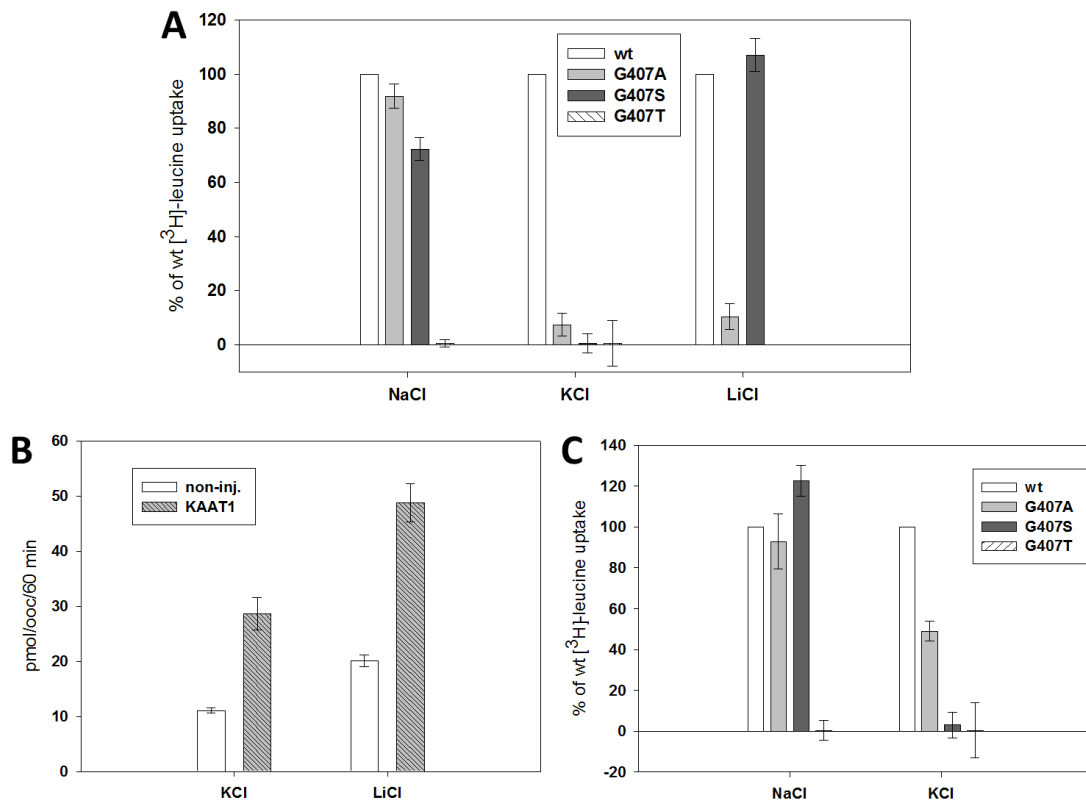 A
% of wt [³H]-leucine uptake
120
100
80
60
40
20
0
wt
G407A
G407S
G407T
NaCl
KCl
LiCl
B
pmol/ooc/60 min
60
50
40
30
20
10
0
non-inj.
KAAT1
KCl
LiCl
C
% of wt [³H]-leucine uptake
140
120
100
80
60
40
20
0
-20
wt
G407A
G407S
G407T
NaCl
KCl